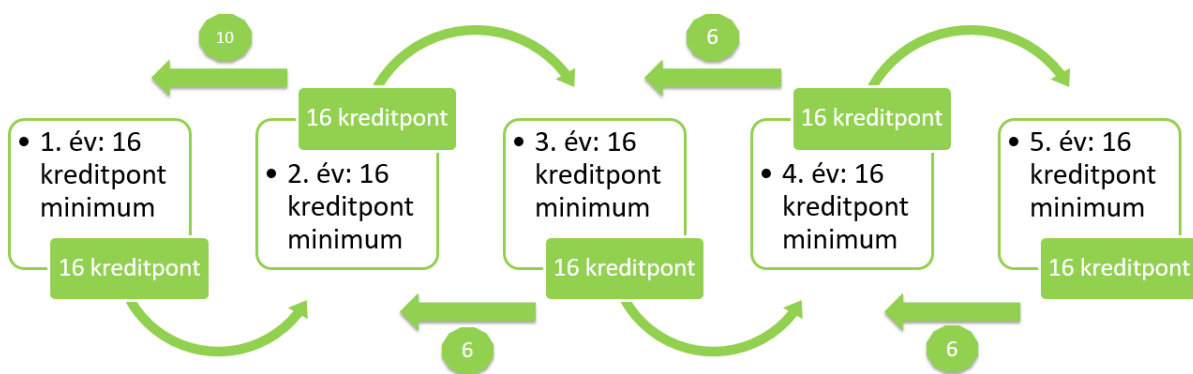 10
6
16 kreditpont
16 kreditpont
• 1. év: 16
kreditpont
minimum
• 2. év: 16
kreditpont
minimum
• 3. év: 16
kreditpont
minimum
• 4. év: 16
kreditpont
minimum
• 5. év: 16
kreditpont
minimum
16 kreditpont
16 kreditpont
16 kreditpont
6
6